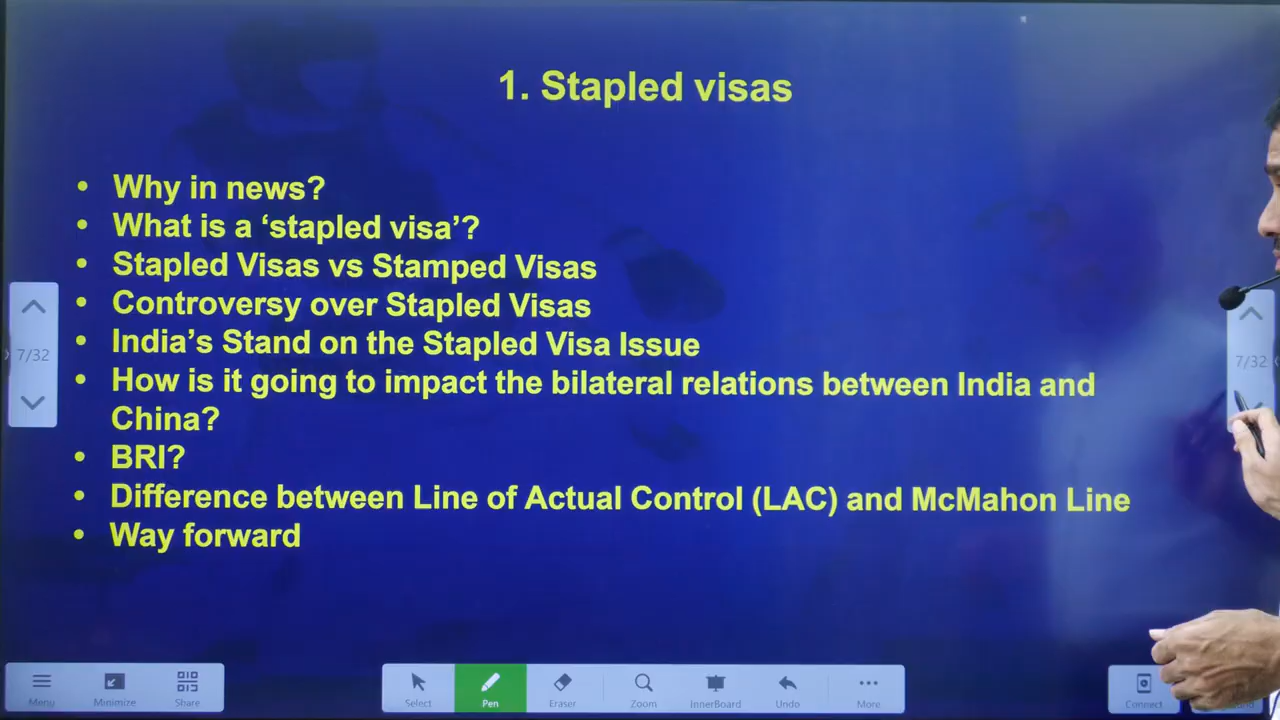 1. Stapled visas
• Why in news?
• What is a ‘stapled visa’?
• Stapled Visas vs Stamped Visas
• Controversy over Stapled Visas
• India’s Stand on the Stapled Visa Issue
• How is it going to impact the bilateral relations between India and
China?
• BRI?
• Difference between Line of Actual Control (LAC) and McMahon Line
• Way forward
7/32
7/32
Menu
Minimize
Share
Select
Pen
Eraser
Zoom
InnerBoard
Undo
More
Connect